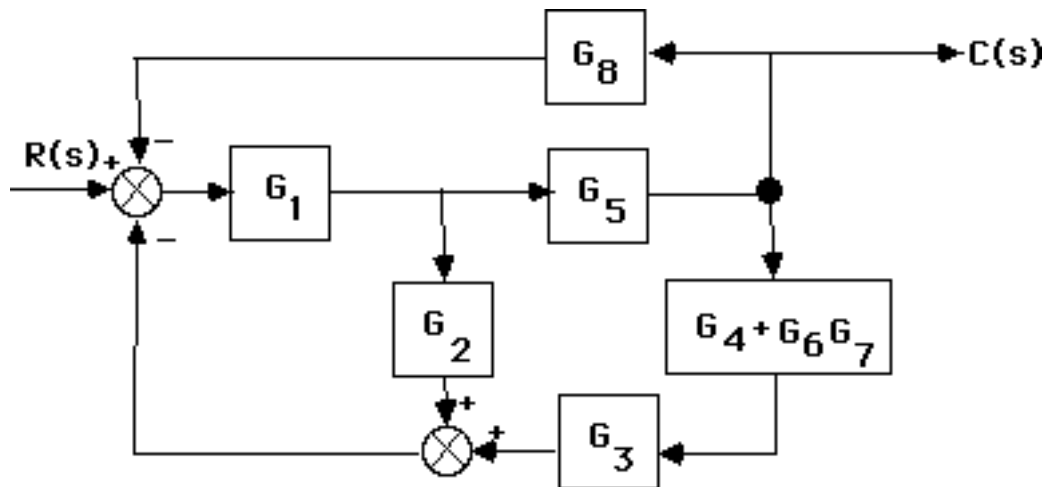 G8
C(s)
−
R(s) +
G1
G5
−
G2
G4 + G6G7
+
+
G3